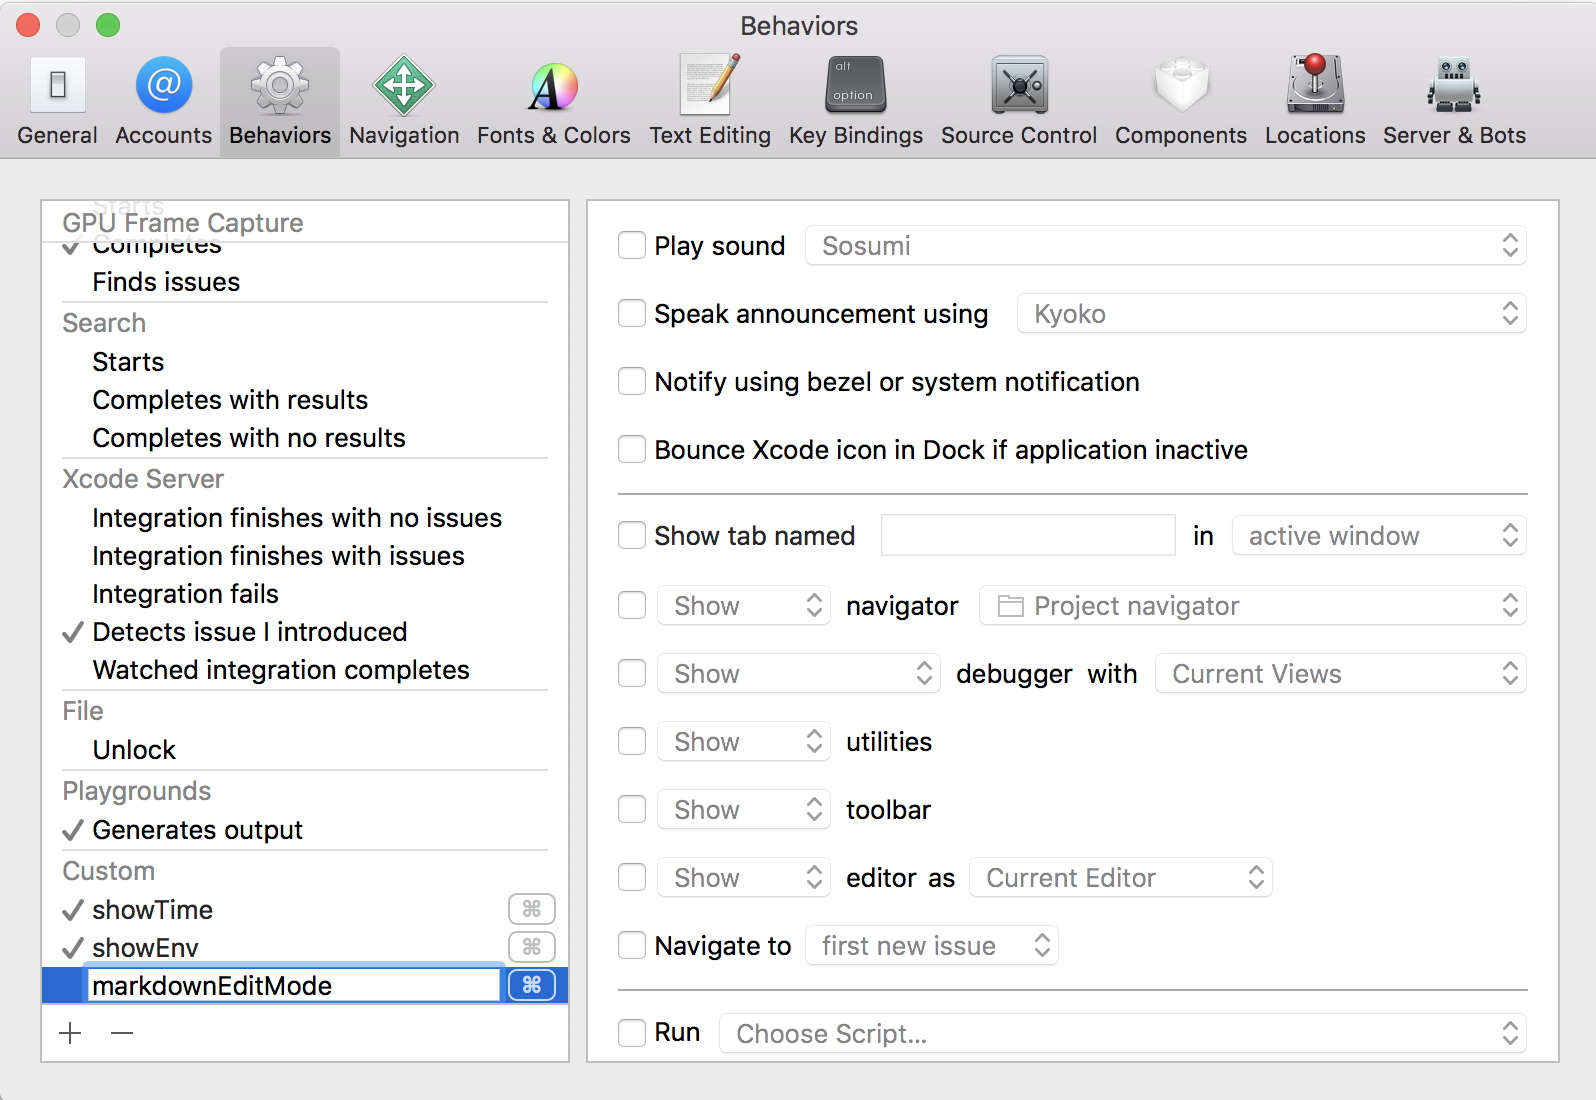 Behaviors
General Accounts Behaviors Navigation Fonts & Colors Text Editing alt option Key Bindings Source Control Components Locations Server & Bots
Starts
GPU Frame Capture
Completes
Finds issues
Search
Starts
Completes with results
Completes with no results
Xcode Server
Integration finishes with no issues
Integration finishes with issues
Integration fails
Detects issue I introduced
Watched integration completes
File
Unlock
Playgrounds
Generates output
Custom
showTime ⌘
showEnv ⌘
markdownEditMode ⌘
Play sound Sosumi
Speak announcement using Kyoko
Notify using bezel or system notification
Bounce Xcode icon in Dock if application inactive
Show tab named in active window
Show navigator Project navigator
Show debugger with Current Views
Show utilities
Show toolbar
Show editor as Current Editor
Navigate to first new issue
Run Choose Script...